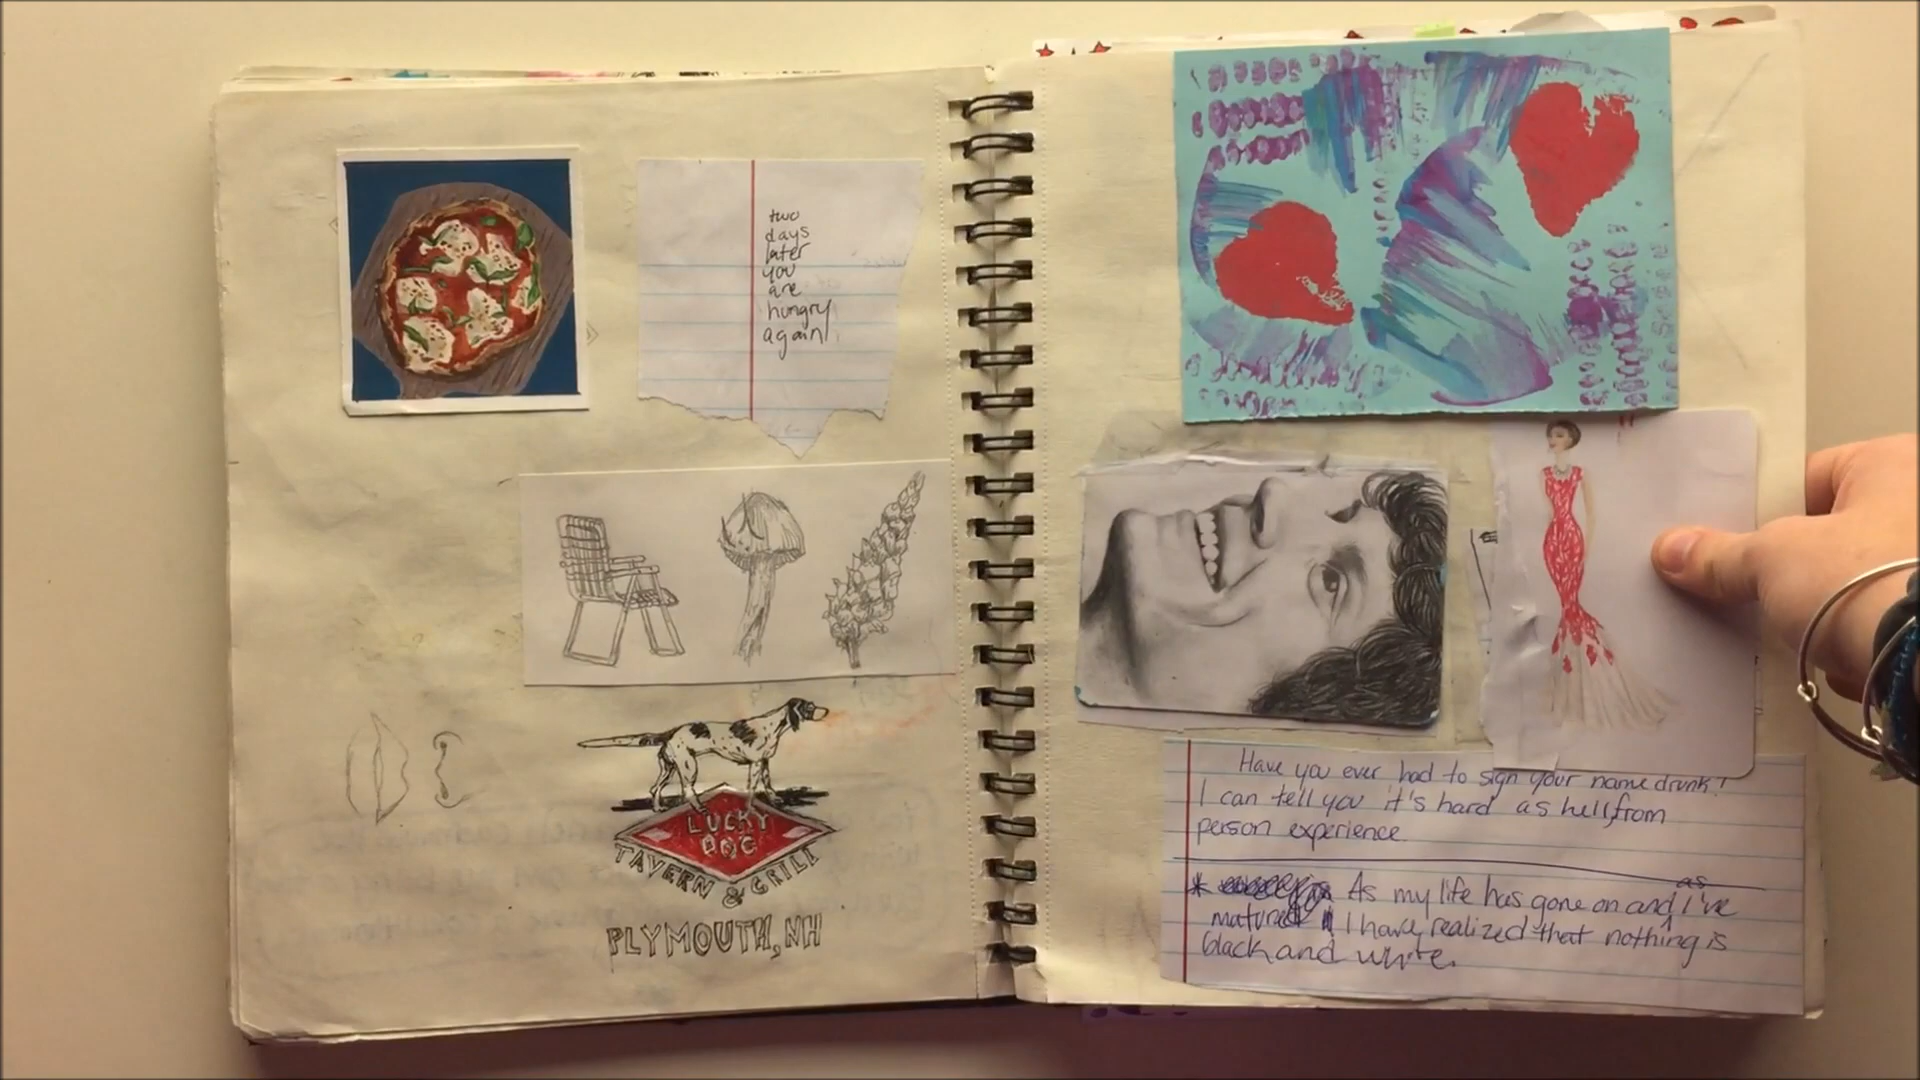 two
days
later
you
are
hungry
again
LUCKY
DOG
TAVERN & GRILL
PLYMOUTH, NH
Have you ever had to sign your name drunk?
I can tell you it's hard as hell, from
person experience
* As my life has gone on and as I've
matured I have realized that nothing is
black and white.